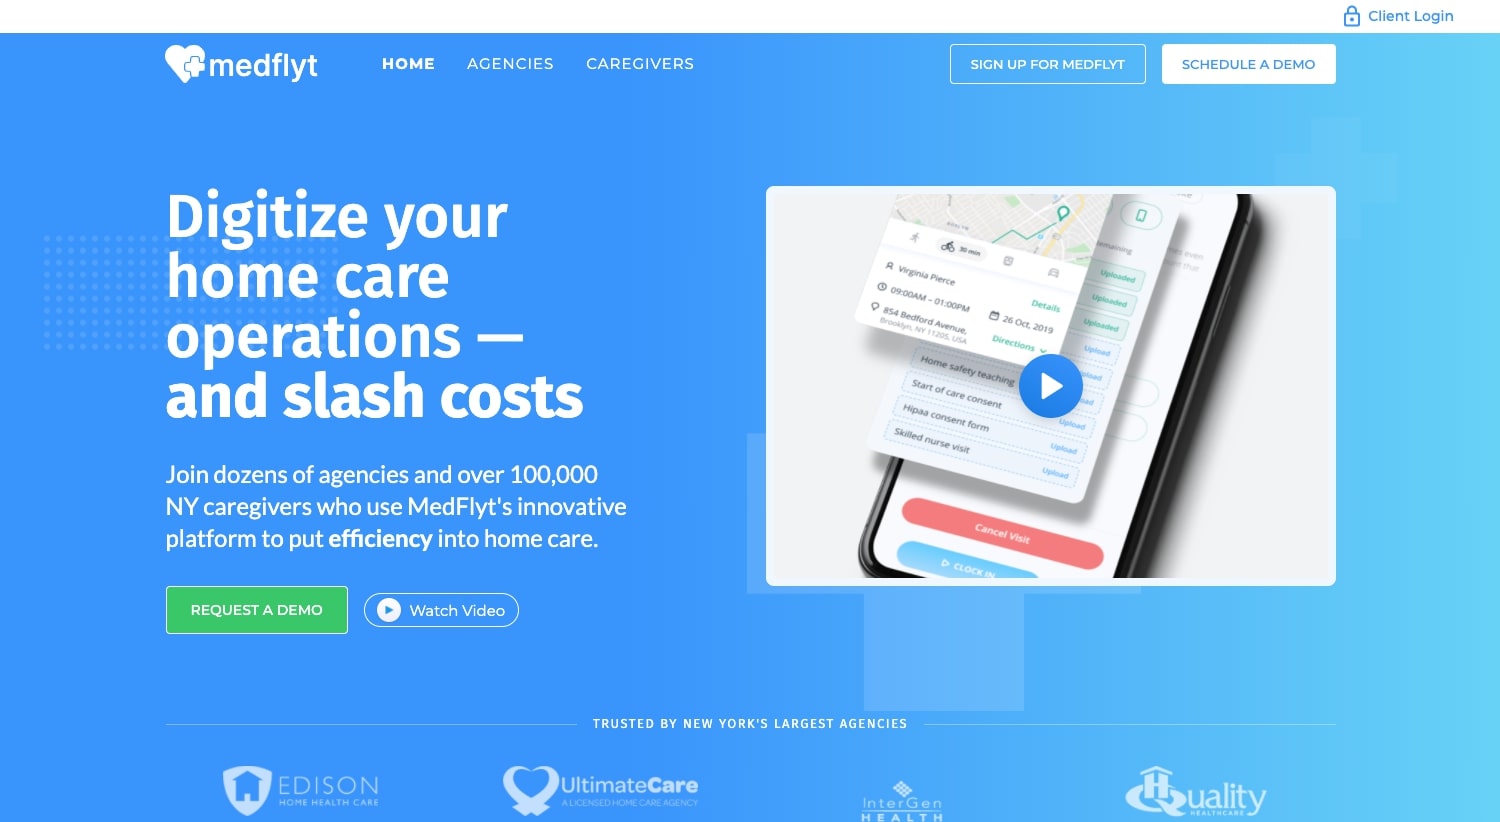 Client Login
medflyt
HOME
AGENCIES
CAREGIVERS
SIGN UP FOR MEDFLYT
SCHEDULE A DEMO
Digitize your
home care
operations —
and slash costs
Join dozens of agencies and over 100,000
NY caregivers who use MedFlyt's innovative
platform to put efficiency into home care.
REQUEST A DEMO
Watch Video
30 min
Virginia Pierce
Details
09:00AM – 01:00PM
26 Oct, 2019
854 Bedford Avenue,
Brooklyn, NY 11205, USA
Directions
Uploaded
Uploaded
Uploaded
Upload
Home safety teaching
Start of care consent
Upload
Hipaa consent form
Upload
Skilled nurse visit
Upload
Cancel Visit
CLOCK IN
TRUSTED BY NEW YORK'S LARGEST AGENCIES
EDISON
HOME HEALTH CARE
UltimateCare
A LICENSED HOME CARE AGENCY
InterGen
HEALTH
Quality
HEALTHCARE